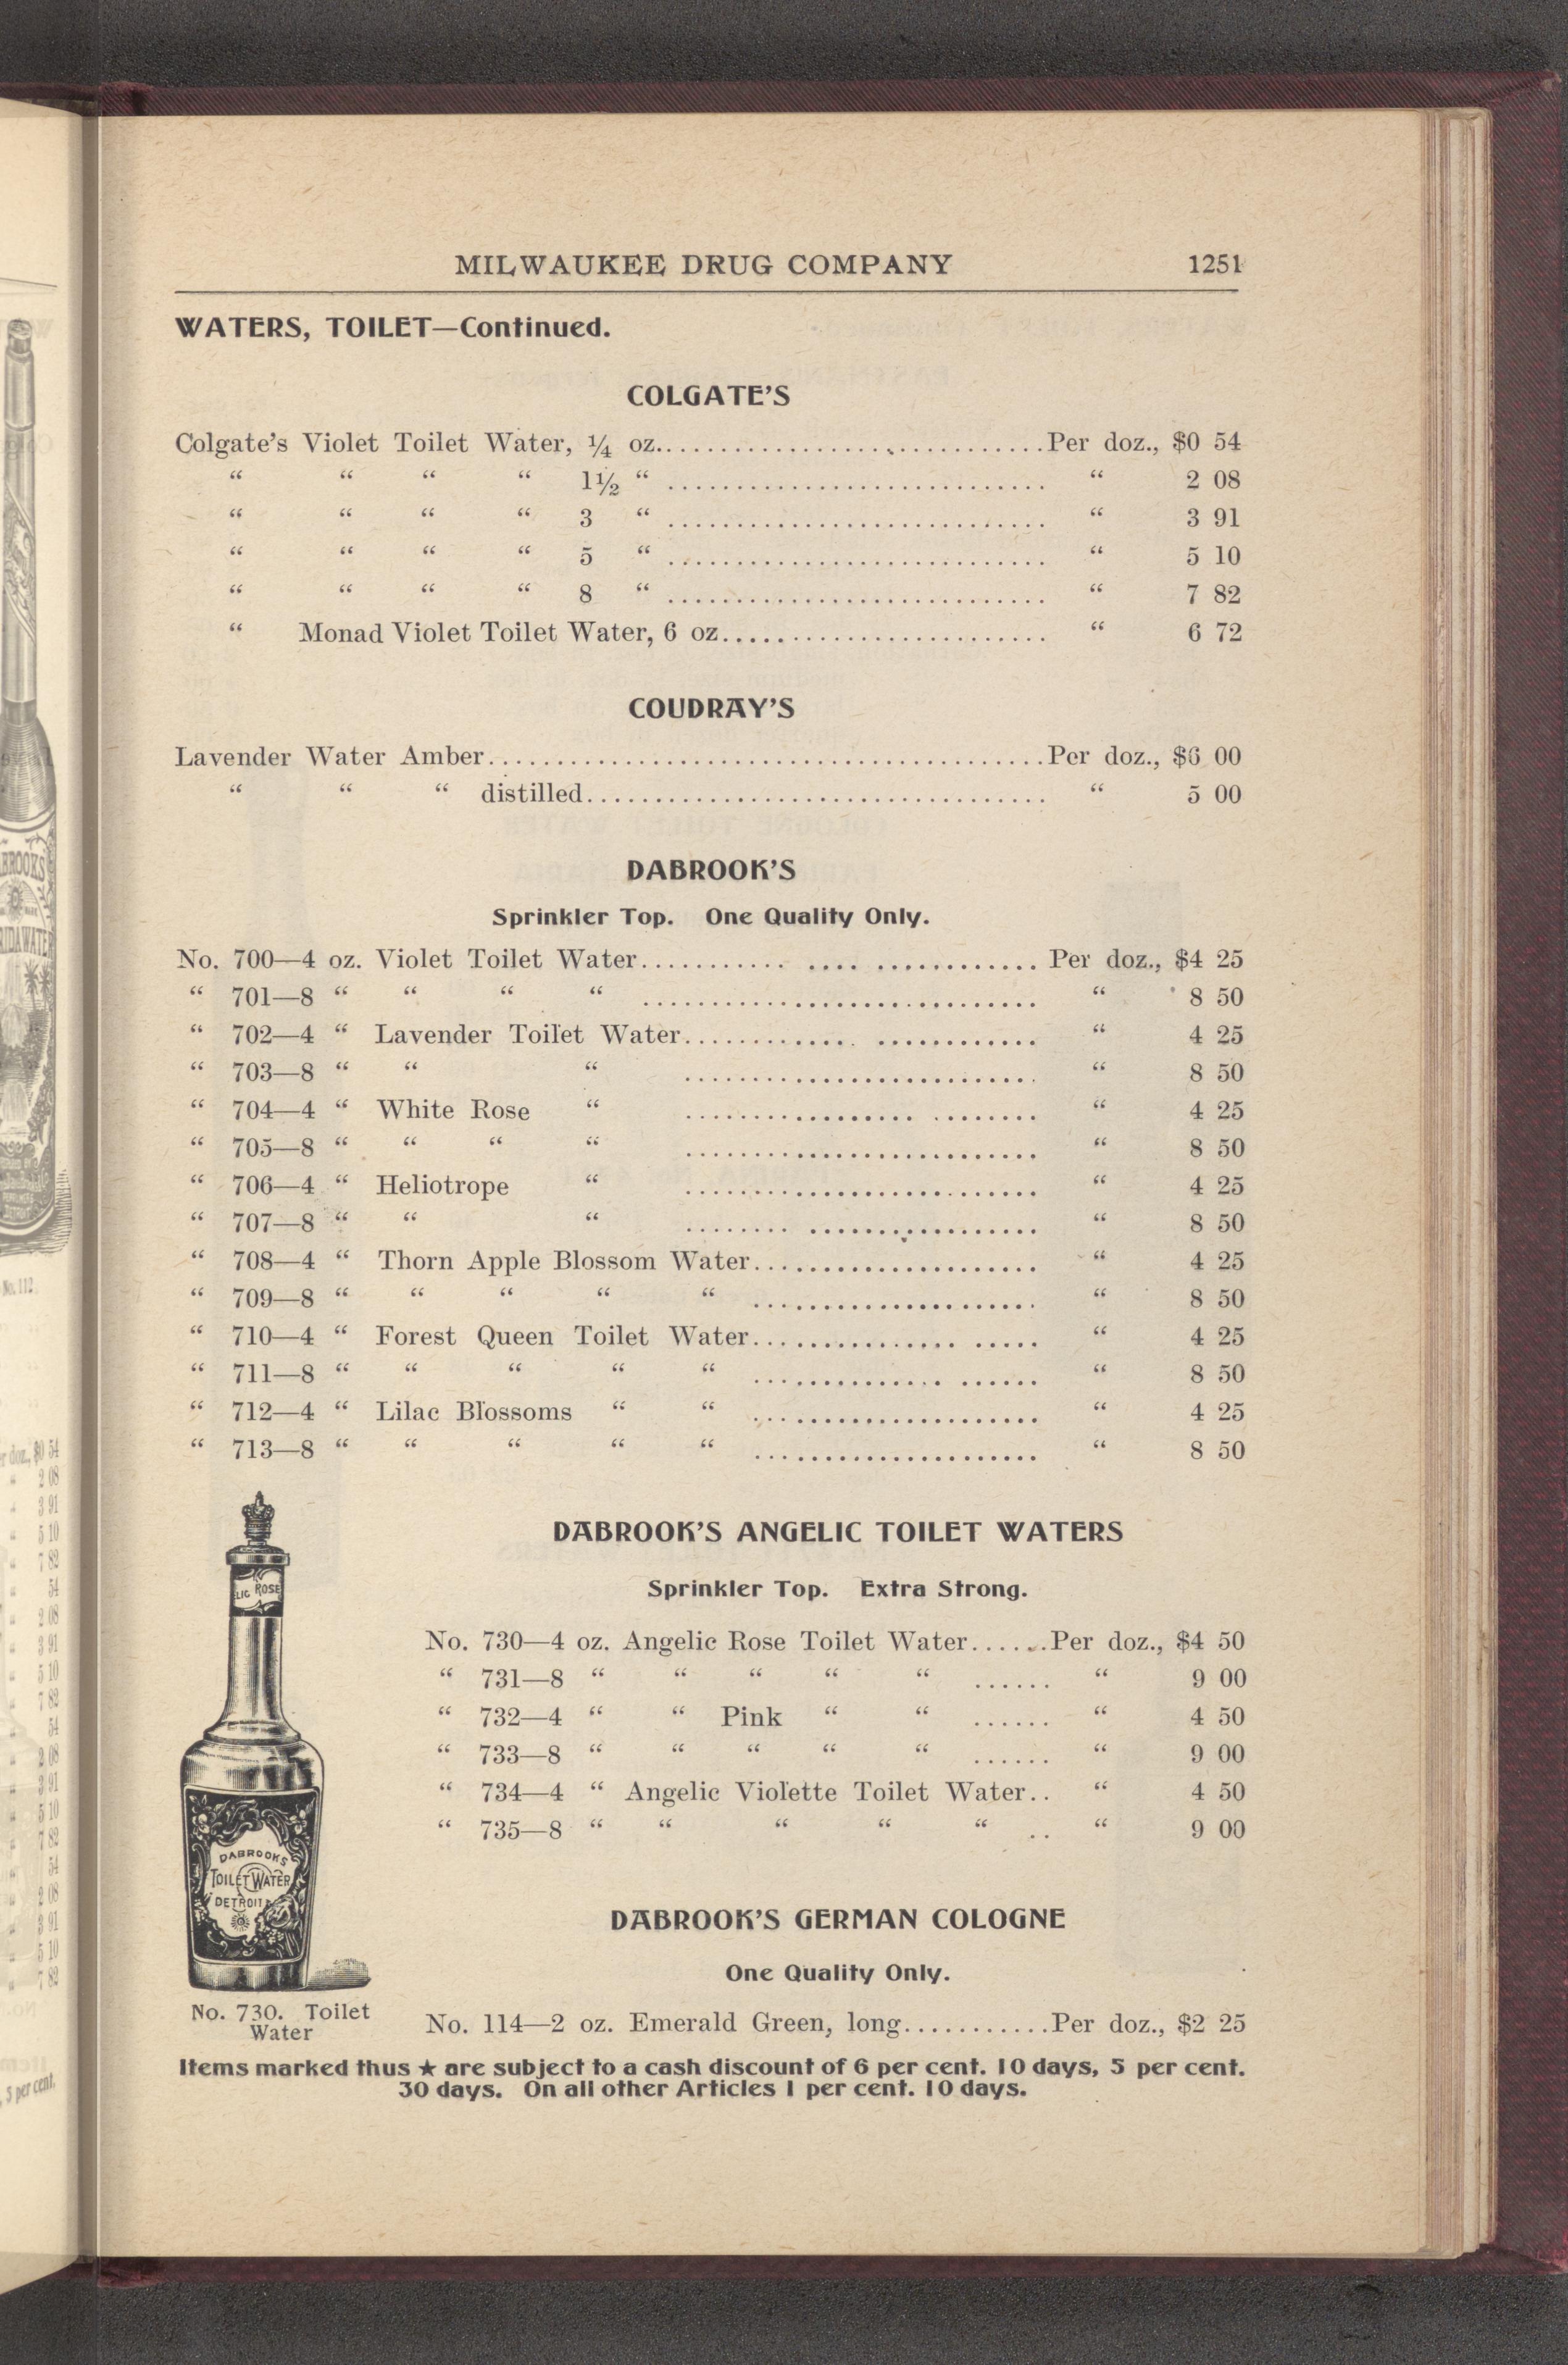 MILWAUKEE DRUG COMPANY 1251
WATERS, TOILET—Continued.
COLGATE'S
Colgate's Violet Toilet Water, ¼ oz.......... Per doz., $0 54
“ “ “ “ 1½ “ .......... “ 2 08
“ “ “ “ 3 “ .......... “ 3 91
“ “ “ “ 5 “ .......... “ 5 10
“ “ “ “ 8 “ .......... “ 7 82
“ Monad Violet Toilet Water, 6 oz.......... “ 6 72
COUDRAY'S
Lavender Water Amber.......... Per doz., $6 00
“ “ “ distilled.......... “ 5 00
DABROOK'S
Sprinkler Top. One Quality Only.
No. 700—4 oz. Violet Toilet Water.......... Per doz., $4 25
“ 701—8 “ “ “ “ .......... “ 8 50
“ 702—4 “ Lavender Toilet Water.......... “ 4 25
“ 703—8 “ “ “ .......... “ 8 50
“ 704—4 “ White Rose “ .......... “ 4 25
“ 705—8 “ “ “ “ .......... “ 8 50
“ 706—4 “ Heliotrope “ .......... “ 4 25
“ 707—8 “ “ “ .......... “ 8 50
“ 708—4 “ Thorn Apple Blossom Water.......... “ 4 25
“ 709—8 “ “ “ “ “ .......... “ 8 50
“ 710—4 “ Forest Queen Toilet Water.......... “ 4 25
“ 711—8 “ “ “ “ “ .......... “ 8 50
“ 712—4 “ Lilac Blossoms “ “ .......... “ 4 25
“ 713—8 “ “ “ “ “ .......... “ 8 50
DABROOK'S ANGELIC TOILET WATERS
Sprinkler Top. Extra Strong.
No. 730—4 oz. Angelic Rose Toilet Water...... Per doz., $4 50
“ 731—8 “ “ “ “ “ ...... “ 9 00
“ 732—4 “ “ Pink “ “ ...... “ 4 50
“ 733—8 “ “ “ “ “ ...... “ 9 00
“ 734—4 “ Angelic Violette Toilet Water.. “ 4 50
“ 735—8 “ “ “ “ “ .. “ 9 00
LIC ROSE
DABROOKS
TOILET WATER
DETROIT
No. 730. Toilet
Water
DABROOK'S GERMAN COLOGNE
One Quality Only.
No. 114—2 oz. Emerald Green, long.......... Per doz., $2 25
Items marked thus ★ are subject to a cash discount of 6 per cent. 10 days, 5 per cent.
30 days. On all other Articles 1 per cent. 10 days.